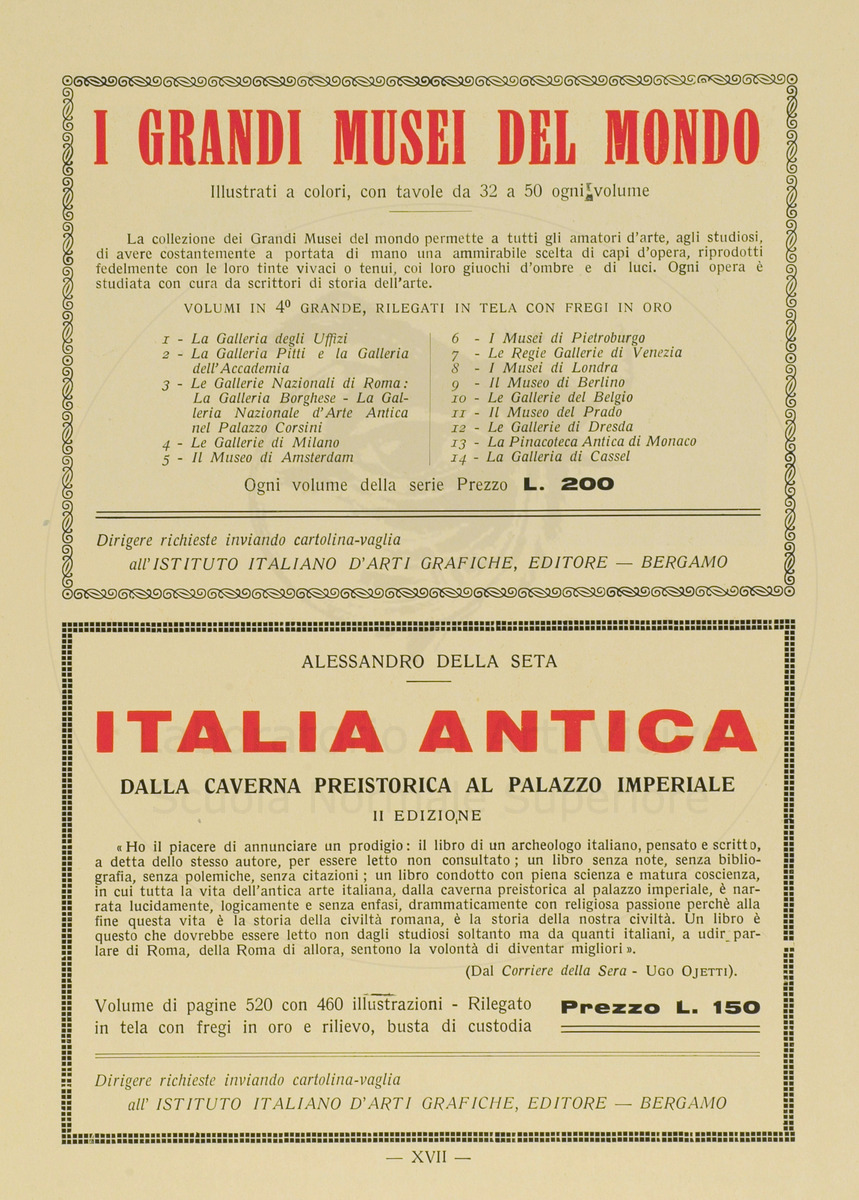 I GRANDI MUSEI DEL MONDO
Illustrati a colori, con tavole da 32 a 50 ogni volume
La collezione dei Grandi Musei del mondo permette a tutti gli amatori d'arte, agli studiosi,
di avere costantemente a portata di mano una ammirabile scelta di capi d'opera, riprodotti
fedelmente con le loro tinte vivaci o tenui, coi loro giuochi d'ombre e di luci. Ogni opera è
studiata con cura da scrittori di storia dell'arte.
VOLUMI IN 4º GRANDE, RILEGATI IN TELA CON FREGI IN ORO
1 - La Galleria degli Uffizi
2 - La Galleria Pitti e la Galleria
dell'Accademia
3 - Le Gallerie Nazionali di Roma:
La Galleria Borghese - La Gal-
leria Nazionale d'Arte Antica
nel Palazzo Corsini
4 - Le Gallerie di Milano
5 - Il Museo di Amsterdam
6 - I Musei di Pietroburgo
7 - Le Regie Gallerie di Venezia
8 - I Musei di Londra
9 - Il Museo di Berlino
10 - Le Gallerie del Belgio
11 - Il Museo del Prado
12 - Le Gallerie di Dresda
13 - La Pinacoteca Antica di Monaco
14 - La Galleria di Cassel
Ogni volume della serie Prezzo L. 200
Dirigere richieste inviando cartolina-vaglia
all'ISTITUTO ITALIANO D'ARTI GRAFICHE, EDITORE — BERGAMO
ALESSANDRO DELLA SETA
ITALIA ANTICA
DALLA CAVERNA PREISTORICA AL PALAZZO IMPERIALE
II EDIZIONE
« Ho il piacere di annunciare un prodigio: il libro di un archeologo italiano, pensato e scritto,
a detta dello stesso autore, per essere letto non consultato; un libro senza note, senza biblio-
grafia, senza polemiche, senza citazioni; un libro condotto con piena scienza e matura coscienza,
in cui tutta la vita dell'antica arte italiana, dalla caverna preistorica al palazzo imperiale, è nar-
rata lucidamente, logicamente e senza enfasi, drammaticamente con religiosa passione perchè alla
fine questa vita è la storia della civiltà romana, è la storia della nostra civiltà. Un libro è
questo che dovrebbe essere letto non dagli studiosi soltanto ma da quanti italiani, a udir par-
lare di Roma, della Roma di allora, sentono la volontà di diventar migliori ».
(Dal Corriere della Sera - UGO OJETTI).
Volume di pagine 520 con 460 illustrazioni - Rilegato
in tela con fregi in oro e rilievo, busta di custodia
Prezzo L. 150
Dirigere richieste inviando cartolina-vaglia
all' ISTITUTO ITALIANO D'ARTI GRAFICHE, EDITORE — BERGAMO
— XVII —